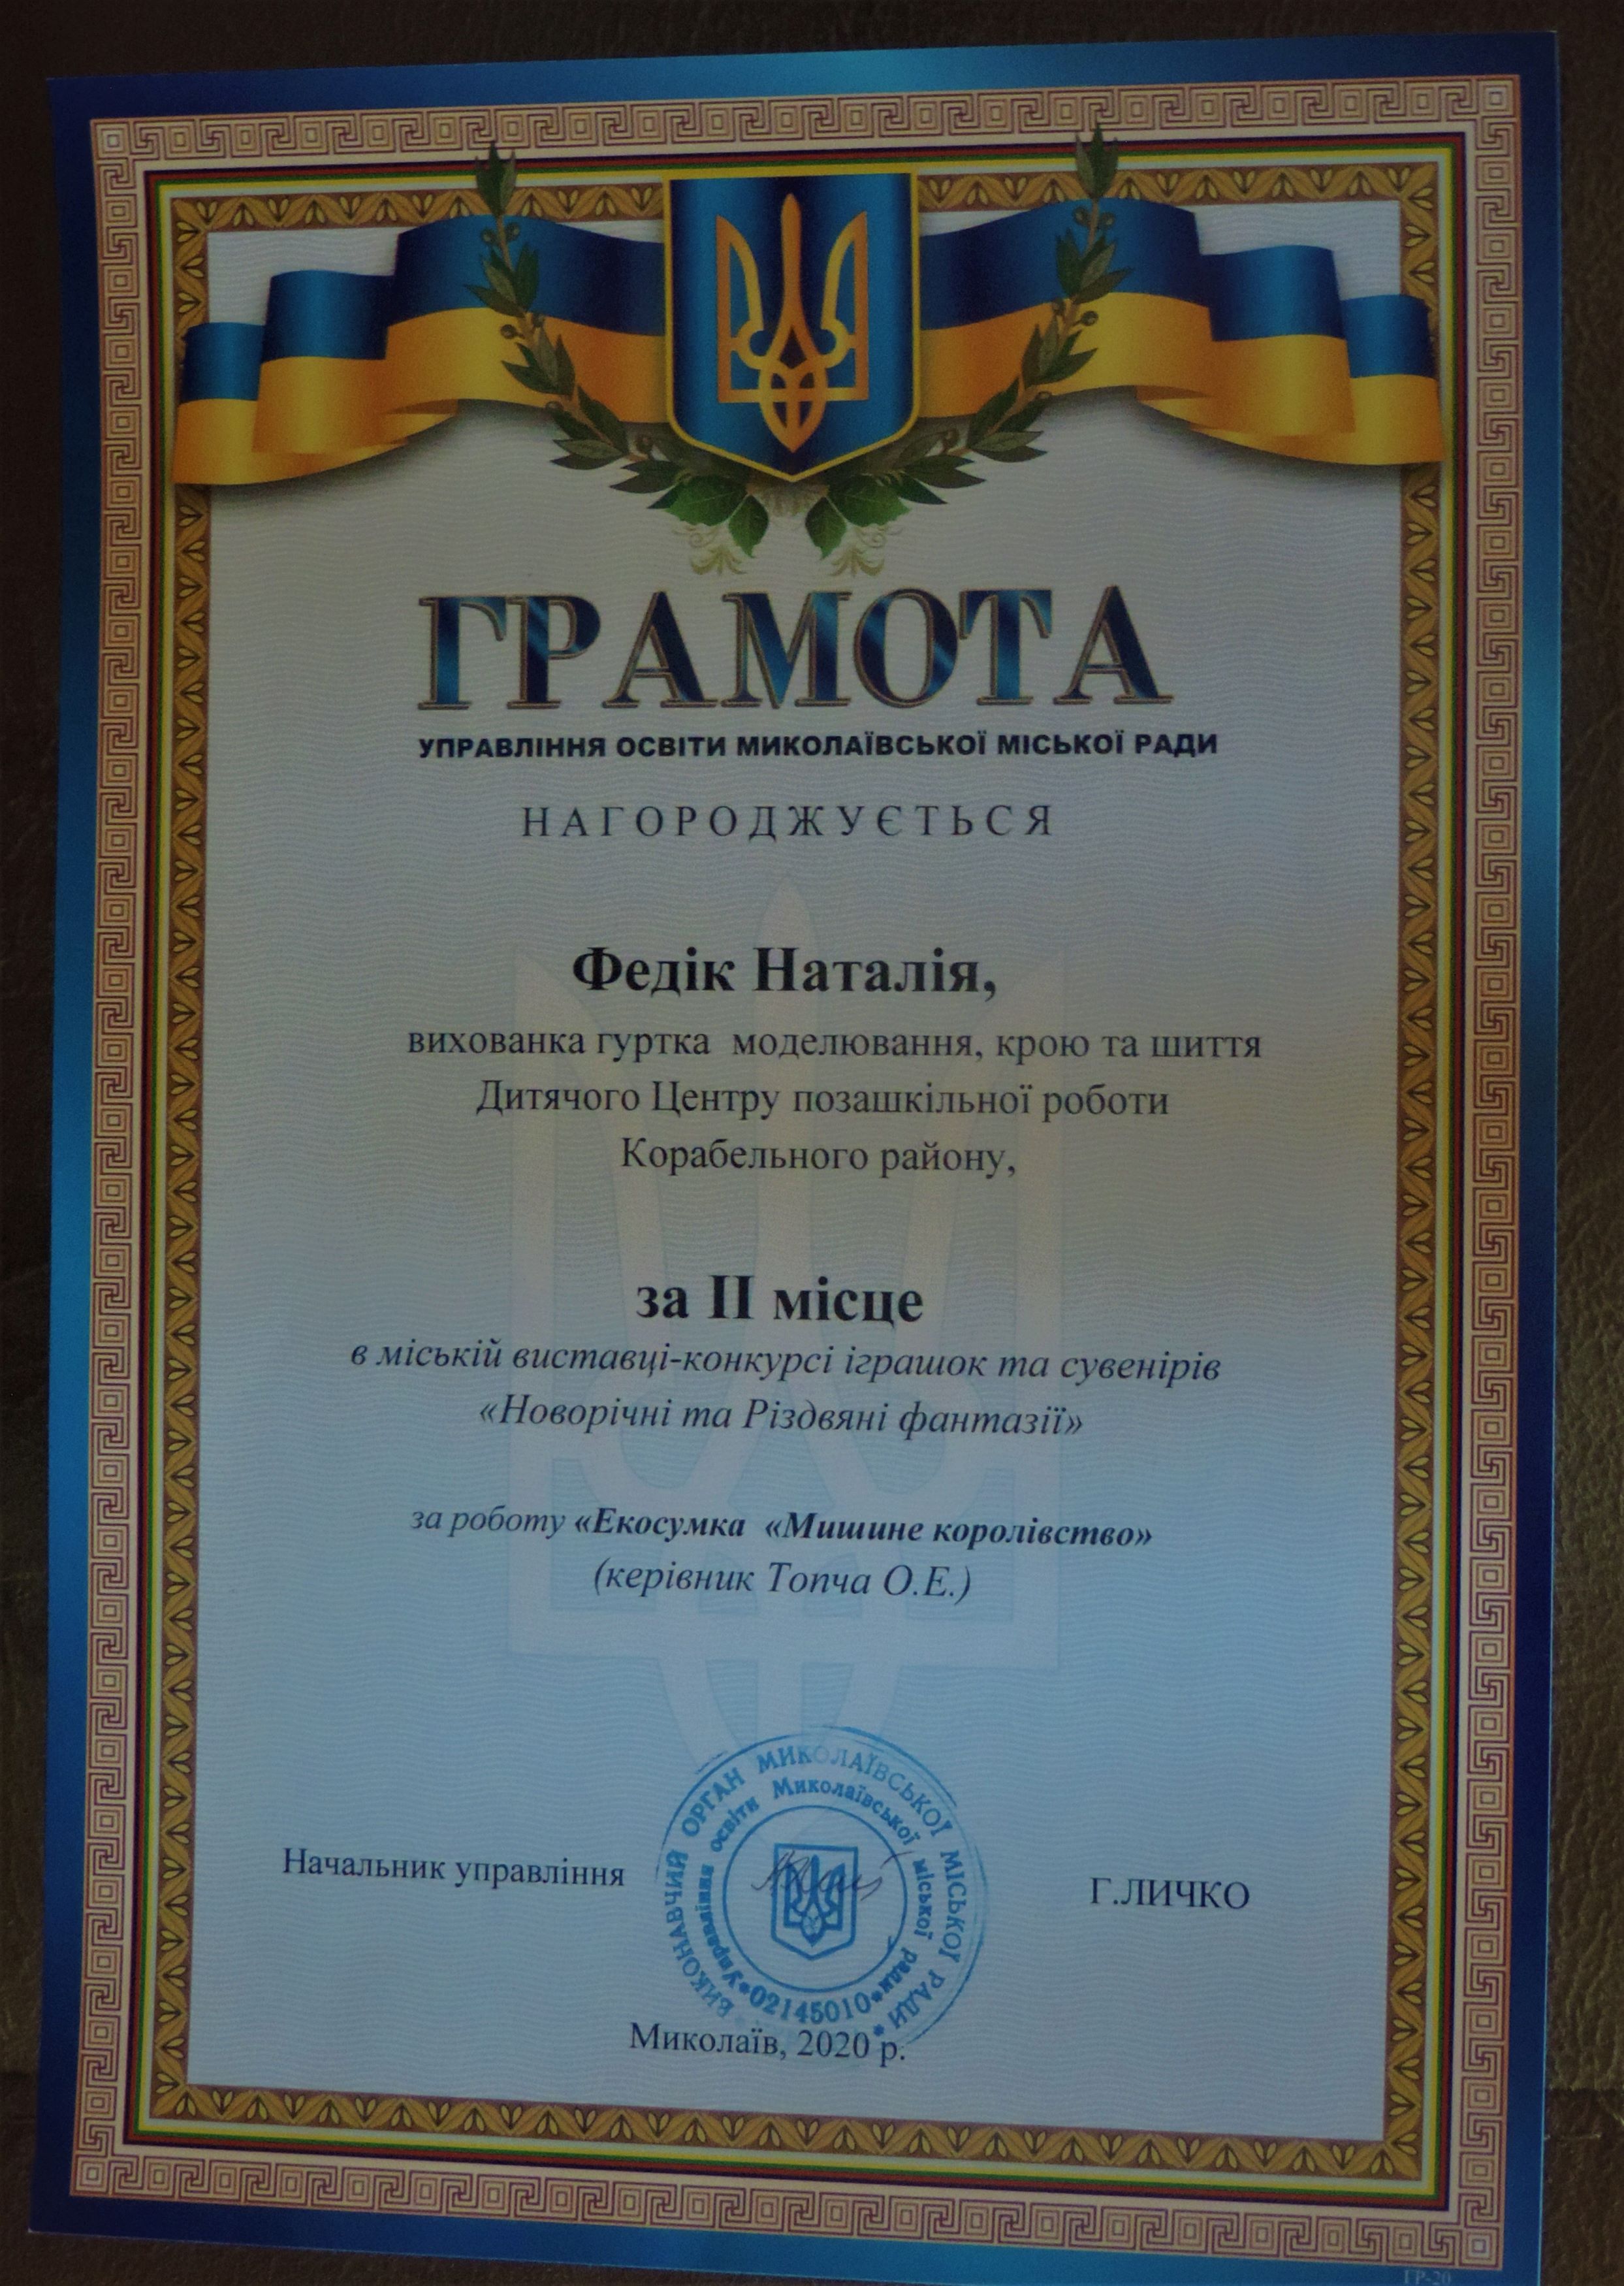 ГРАМОТА
УПРАВЛІННЯ ОСВІТИ МИКОЛАЇВСЬКОЇ МІСЬКОЇ РАДИ
НАГОРОДЖУЄТЬСЯ
Федік Наталія,
вихованка гуртка моделювання, крою та шиття
Дитячого Центру позашкільної роботи
Корабельного району,
за ІІ місце
в міській виставці-конкурсі іграшок та сувенірів
«Новорічні та Різдвяні фантазії»
за роботу «Екосумка «Мишине королівство»
(керівник Топча О.Е.)
ВИКОНАВЧИЙ ОРГАН МИКОЛАЇВСЬКОЇ МІСЬКОЇ РАДИ *
Управління освіти Миколаївської міської ради
*02145010*
Начальник управління
Г.ЛИЧКО
Миколаїв, 2020 р.
ГР-20